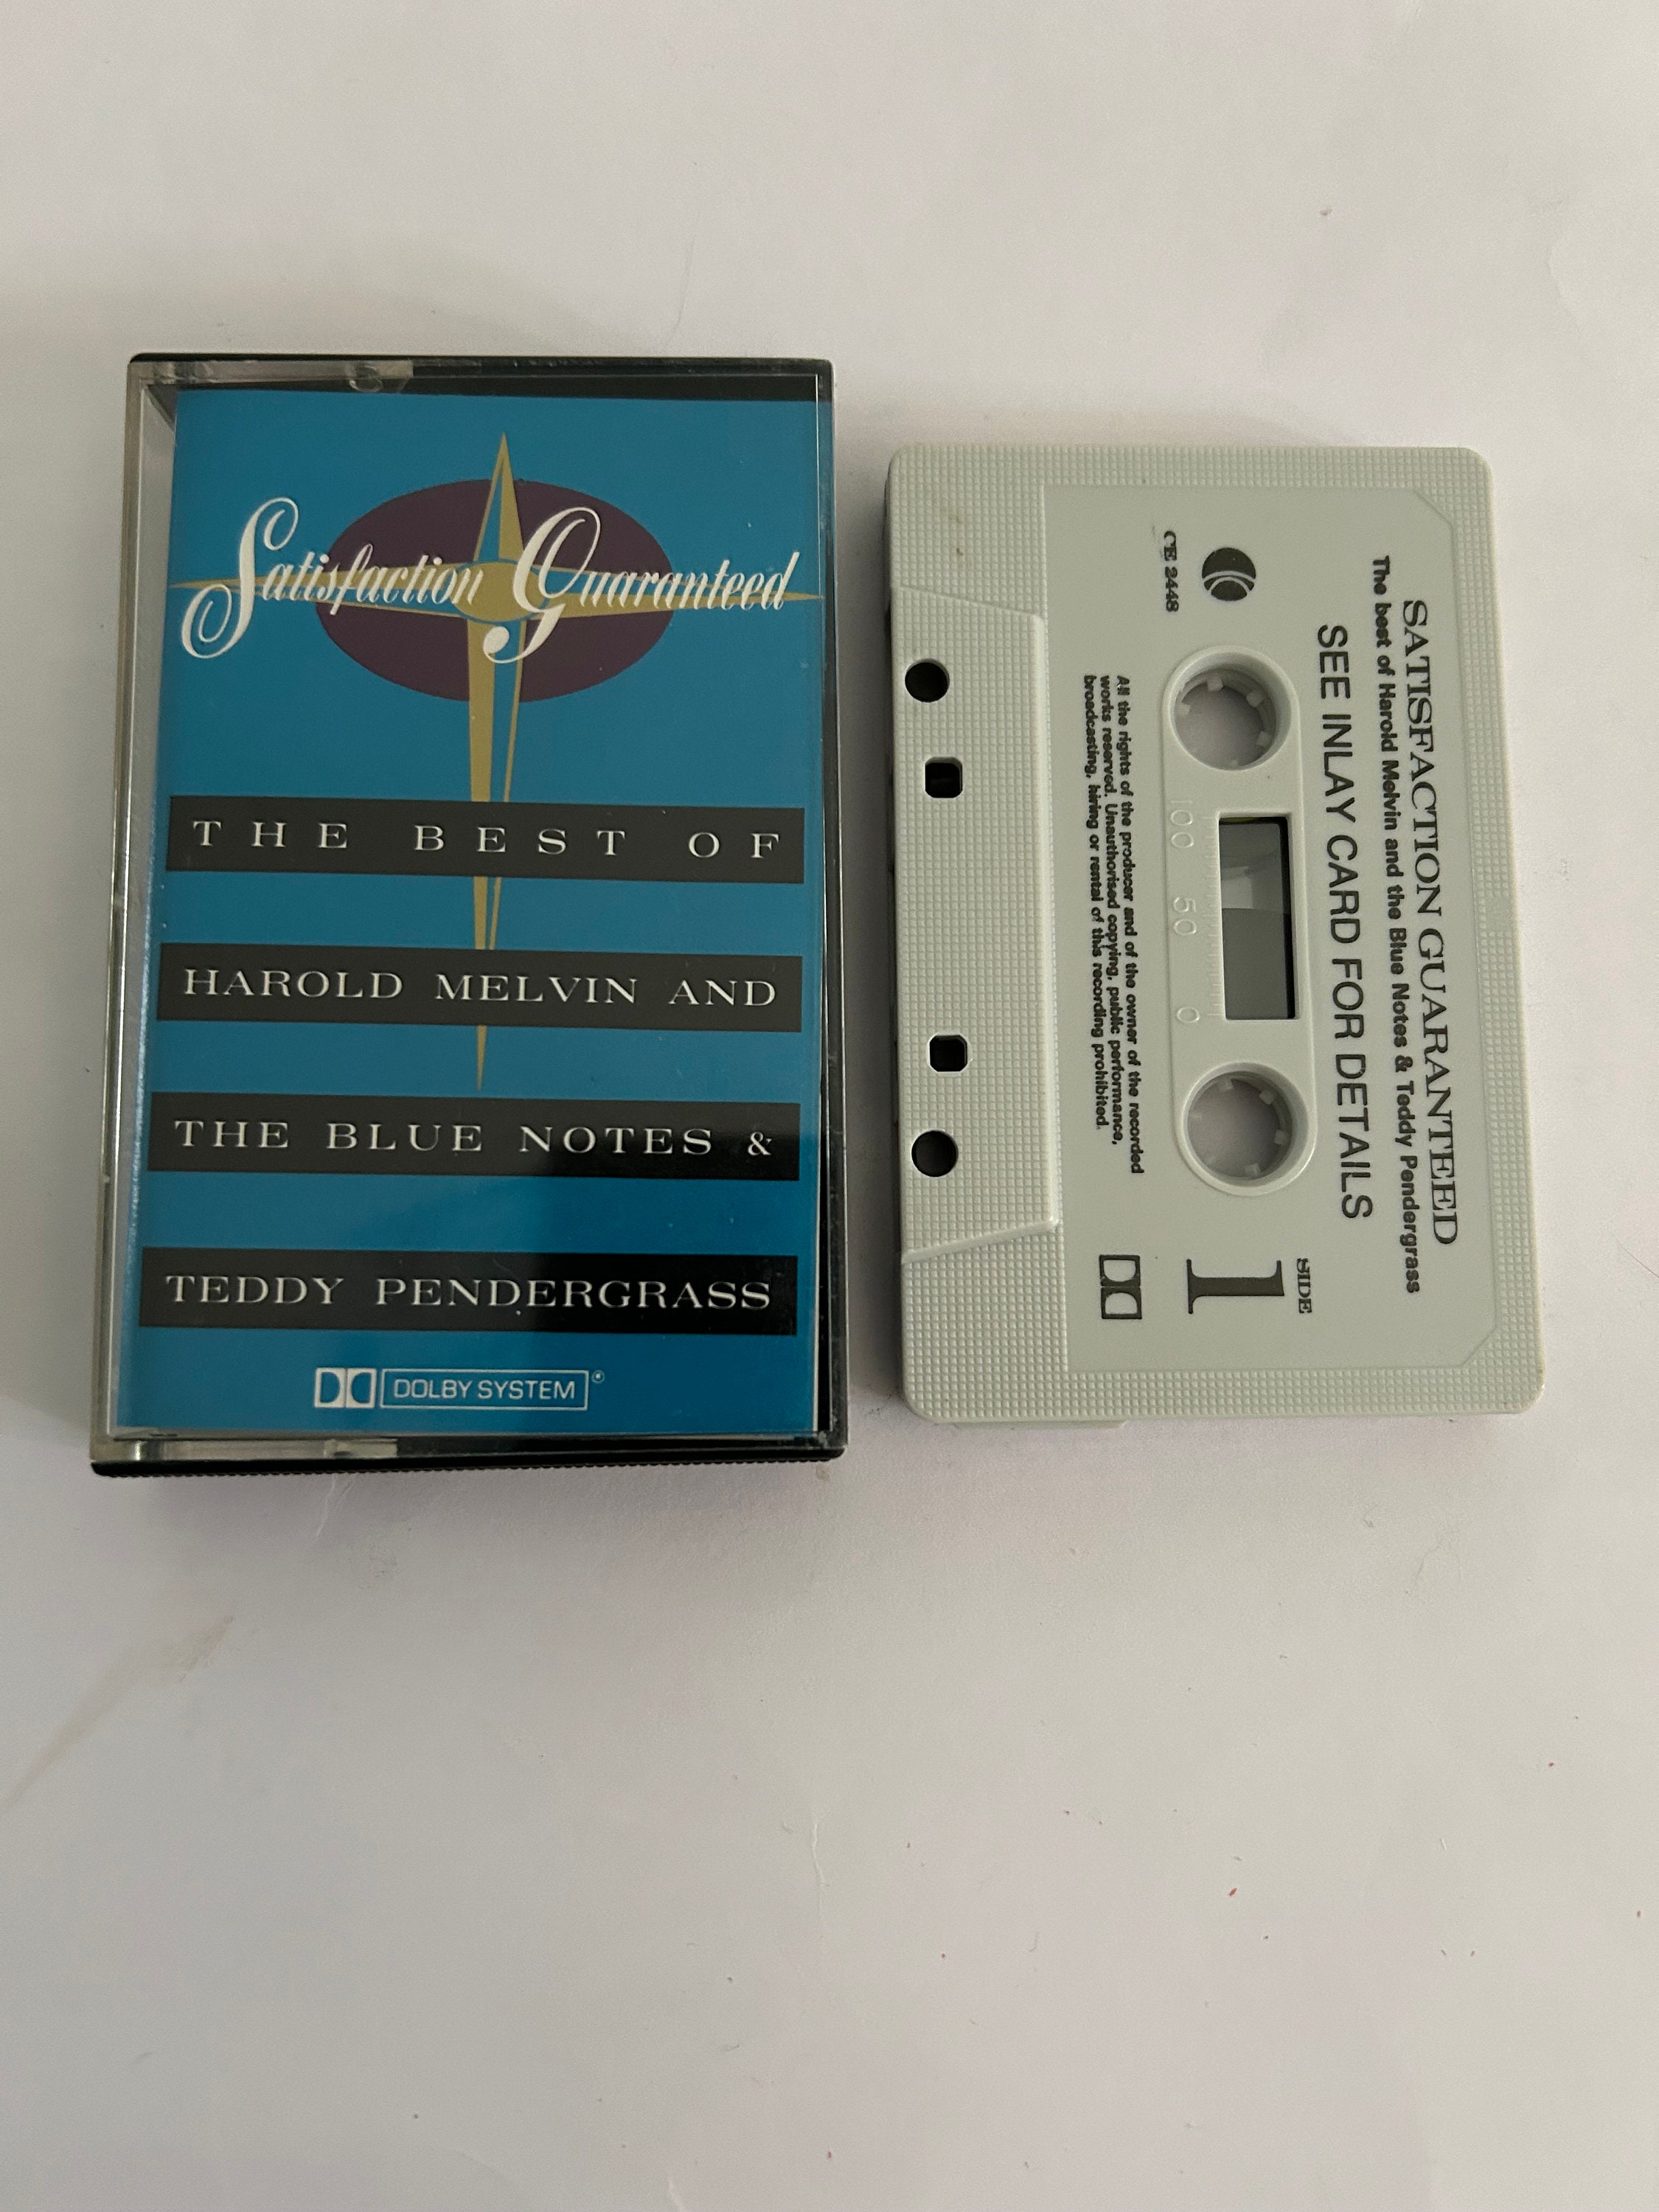 Satisfaction Guaranteed
THE BEST OF
HAROLD MELVIN AND
THE BLUE NOTES &
TEDDY PENDERGRASS
DOLBY SYSTEM®
SATISFACTION GUARANTEED
The best of Harold Melvin and the Blue Notes & Teddy Pendergrass
SEE INLAY CARD FOR DETAILS
K
CE 2448
SIDE
1
100 50 0
All the rights of the producer and of the owner of the recorded
works reserved. Unauthorised copying, public performance,
broadcasting, hiring or rental of this recording prohibited.